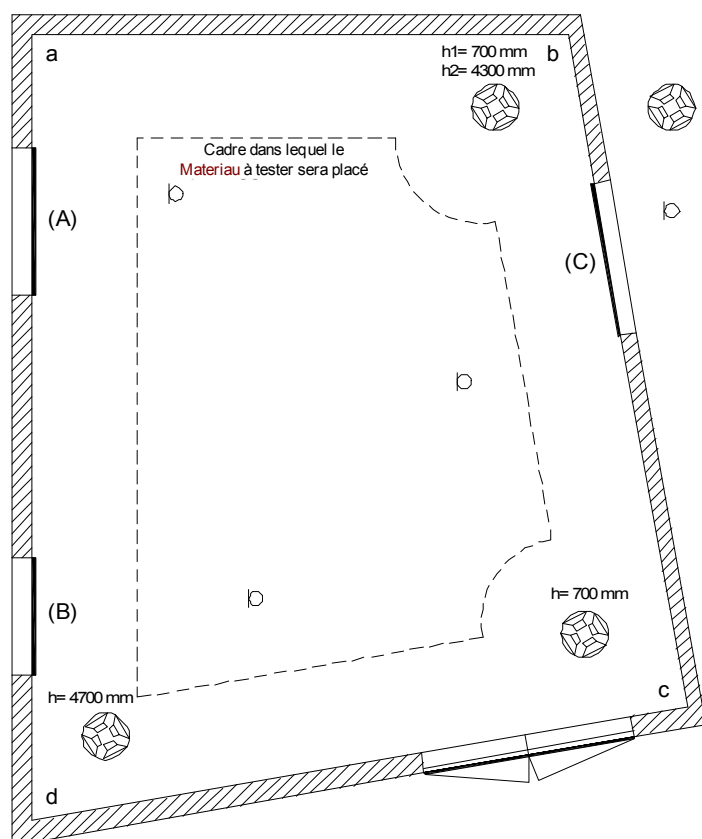 a
b
h1= 700 mm
h2= 4300 mm
Cadre dans lequel le
Materiau à tester sera placé
(A)
(C)
(B)
h= 700 mm
c
h= 4700 mm
d